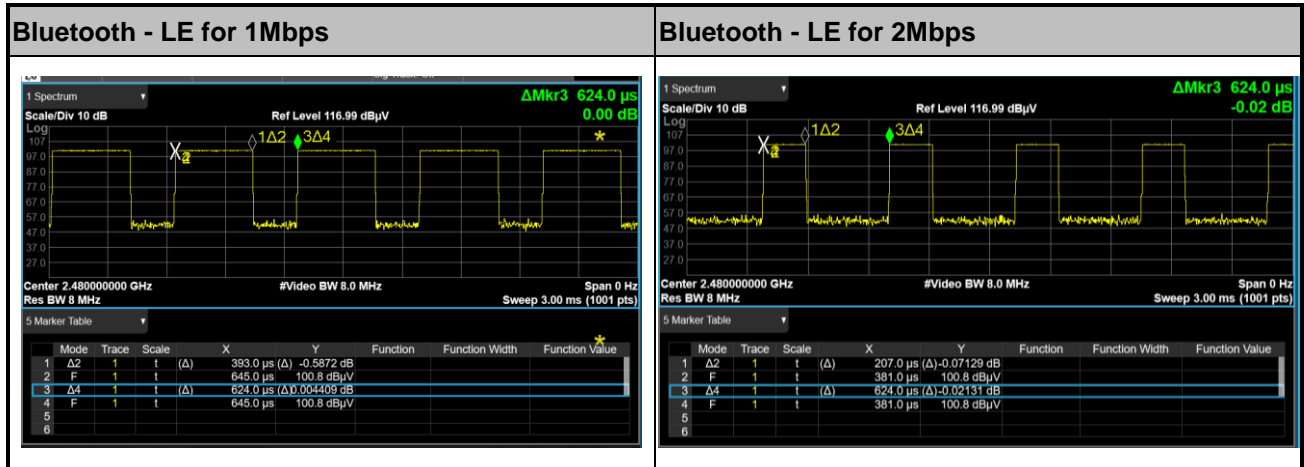 Bluetooth - LE for 1Mbps
1 Spectrum
ΔMkr3 624.0 µs
Scale/Div 10 dB
Ref Level 116.99 dBµV
0.00 dB
Log
107
97.0
87.0
77.0
67.0
57.0
47.0
37.0
27.0
1Δ2
3Δ4
Center 2.480000000 GHz
#Video BW 8.0 MHz
Span 0 Hz
Res BW 8 MHz
Sweep 3.00 ms (1001 pts)
5 Marker Table
Mode Trace Scale X Y Function Function Width Function Value
1 Δ2 1 t (Δ) 393.0 µs (Δ) -0.5872 dB
2 F 1 t 645.0 µs 100.8 dBµV
3 Δ4 1 t (Δ) 624.0 µs (Δ)0.004409 dB
4 F 1 t 645.0 µs 100.8 dBµV
5
6
Bluetooth - LE for 2Mbps
1 Spectrum
ΔMkr3 624.0 µs
Scale/Div 10 dB
Ref Level 116.99 dBµV
-0.02 dB
Log
107
97.0
87.0
77.0
67.0
57.0
47.0
37.0
27.0
1Δ2
3Δ4
Center 2.480000000 GHz
#Video BW 8.0 MHz
Span 0 Hz
Res BW 8 MHz
Sweep 3.00 ms (1001 pts)
5 Marker Table
Mode Trace Scale X Y Function Function Width Function Value
1 Δ2 1 t (Δ) 207.0 µs (Δ)-0.07129 dB
2 F 1 t 381.0 µs 100.8 dBµV
3 Δ4 1 t (Δ) 624.0 µs (Δ)-0.02131 dB
4 F 1 t 381.0 µs 100.8 dBµV
5
6